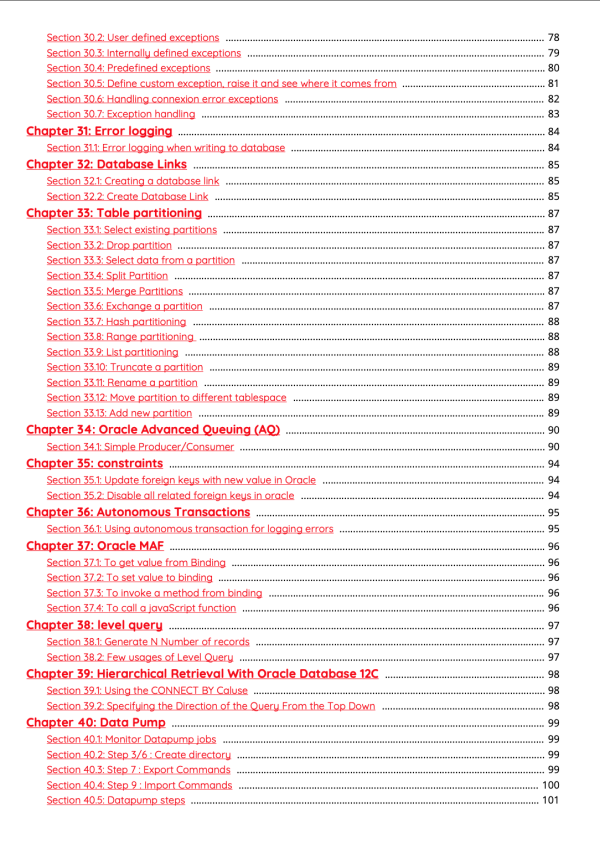 Section 30.2: User defined exceptions ........ 78
Section 30.3: Internally defined exceptions ........ 79
Section 30.4: Predefined exceptions ........ 80
Section 30.5: Define custom exception, raise it and see where it comes from ........ 81
Section 30.6: Handling connexion error exceptions ........ 82
Section 30.7: Exception handling ........ 83
Chapter 31: Error logging ........ 84
Section 31.1: Error logging when writing to database ........ 84
Chapter 32: Database Links ........ 85
Section 32.1: Creating a database link ........ 85
Section 32.2: Create Database Link ........ 85
Chapter 33: Table partitioning ........ 87
Section 33.1: Select existing partitions ........ 87
Section 33.2: Drop partition ........ 87
Section 33.3: Select data from a partition ........ 87
Section 33.4: Split Partition ........ 87
Section 33.5: Merge Partitions ........ 87
Section 33.6: Exchange a partition ........ 87
Section 33.7: Hash partitioning ........ 88
Section 33.8: Range partitioning ........ 88
Section 33.9: List partitioning ........ 88
Section 33.10: Truncate a partition ........ 89
Section 33.11: Rename a partition ........ 89
Section 33.12: Move partition to different tablespace ........ 89
Section 33.13: Add new partition ........ 89
Chapter 34: Oracle Advanced Queuing (AQ) ........ 90
Section 34.1: Simple Producer/Consumer ........ 90
Chapter 35: constraints ........ 94
Section 35.1: Update foreign keys with new value in Oracle ........ 94
Section 35.2: Disable all related foreign keys in oracle ........ 94
Chapter 36: Autonomous Transactions ........ 95
Section 36.1: Using autonomous transaction for logging errors ........ 95
Chapter 37: Oracle MAF ........ 96
Section 37.1: To get value from Binding ........ 96
Section 37.2: To set value to binding ........ 96
Section 37.3: To invoke a method from binding ........ 96
Section 37.4: To call a javaScript function ........ 96
Chapter 38: level query ........ 97
Section 38.1: Generate N Number of records ........ 97
Section 38.2: Few usages of Level Query ........ 97
Chapter 39: Hierarchical Retrieval With Oracle Database 12C ........ 98
Section 39.1: Using the CONNECT BY Caluse ........ 98
Section 39.2: Specifying the Direction of the Query From the Top Down ........ 98
Chapter 40: Data Pump ........ 99
Section 40.1: Monitor Datapump jobs ........ 99
Section 40.2: Step 3/6 : Create directory ........ 99
Section 40.3: Step 7 : Export Commands ........ 99
Section 40.4: Step 9 : Import Commands ........ 100
Section 40.5: Datapump steps ........ 101